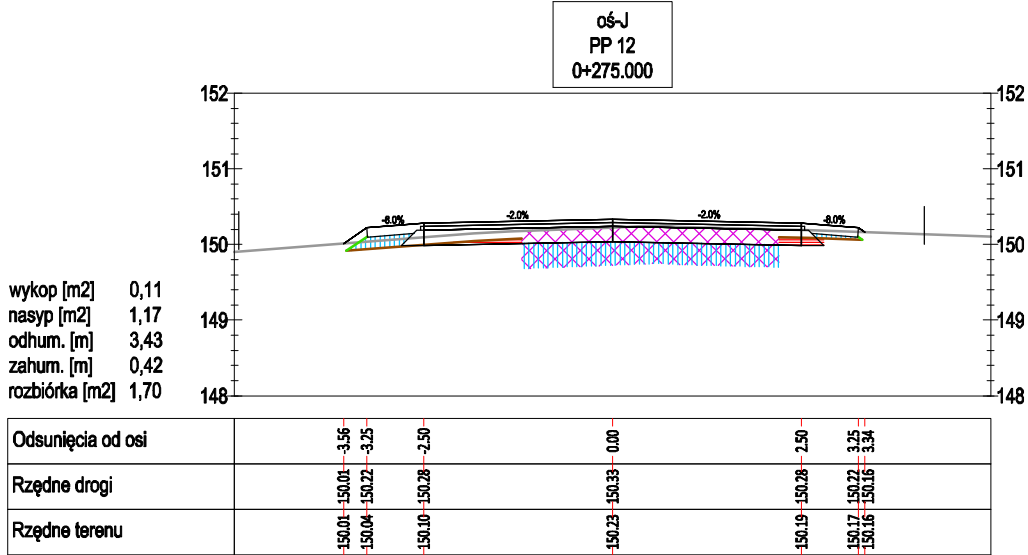 oś-J
PP 12
0+275.000
152 152
151 151
-8.0% -2.0% -2.0% -8.0%
150 150
wykop [m2] 0,11
nasyp [m2] 1,17
149 149
odhum. [m] 3,43
zahum. [m] 0,42
rozbiórka [m2] 1,70
148 148
Odsunięcia od osi -3.56 -3.25 -2.50 0.00 2.50 3.25 3.34
Rzędne drogi 150.01 150.22 150.28 150.33 150.28 150.22 150.16
Rzędne terenu 150.01 150.04 150.10 150.23 150.19 150.17 150.16